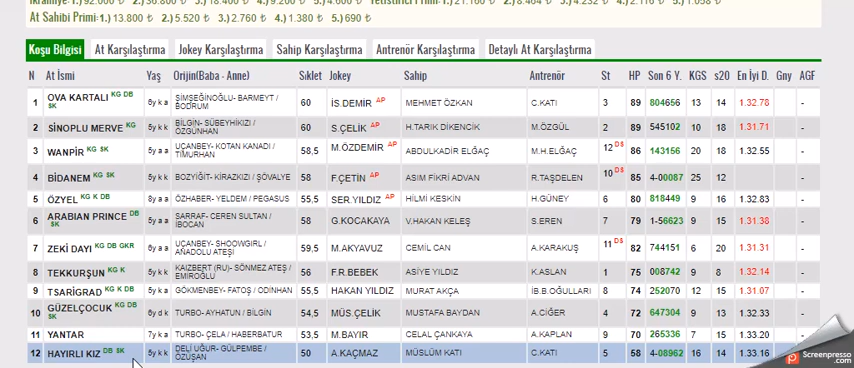 İkramiye: 1.) 92.000 ₺ 2.) 36.800 ₺ 3.) 18.400 ₺ 4.) 9.200 ₺ 5.) 4.600 ₺ Yetiştirici Primi: 1.) 21.160 ₺ 2.) 8.464 ₺ 3.) 4.232 ₺ 4.) 2.116 ₺ 5.) 1.058 ₺
At Sahibi Primi: 1.) 13.800 ₺ 2.) 5.520 ₺ 3.) 2.760 ₺ 4.) 1.380 ₺ 5.) 690 ₺
Koşu Bilgisi At Karşılaştırma Jokey Karşılaştırma Sahip Karşılaştırma Antrenör Karşılaştırma Detaylı At Karşılaştırma
N At İsmi Yaş Orijin(Baba - Anne) Sıklet Jokey Sahip Antrenör St HP Son 6 Y. KGS s20 En İyi D. Gny AGF
1 OVA KARTALI KG DB SK 6y k a ŞİMŞEĞİNOĞLU- BARMEYT / BODRUM 60 İS.DEMİR AP MEHMET ÖZKAN C.KATI 3 89 804656 13 14 1.32.78 -
2 SİNOPLU MERVE KG 5y k k BİLGİN- SÜBEYHIKIZI / ÖZGÜNHAN 60 S.ÇELİK AP H.TARIK DİKENCİK M.ÖZGÜL 2 89 545102 10 18 1.31.71 -
3 WANPİR KG SK 5y a a UÇANBEY- KOTAN KANADI / TİMURHAN 58,5 M.ÖZDEMİR AP ABDULKADİR ELĞAÇ M.H.ELĞAÇ 12 DS 86 143156 20 18 1.32.55 -
4 BİDANEM KG SK 5y k k BOZYİĞİT- KİRAZKIZI / ŞÖVALYE 58 F.ÇETİN AP ASIM FİKRİ ADVAN R.TAŞDELEN 10 DS 85 4-00087 25 12 -
5 ÖZYEL KG K DB 8y a a ÖZHABER- YELDEM / PEGASUS 55,5 SER.YILDIZ AP HİLMİ KESKİN H.GÜNEY 6 80 818449 9 16 1.32.83 -
6 ARABIAN PRINCE DB SK 5y a a SARRAF- CEREN SULTAN / İBOCAN 58 G.KOCAKAYA V.HAKAN KELEŞ S.EREN 7 79 1-56623 9 15 1.31.38 -
7 ZEKİ DAYI KG DB GKR 6y a a UÇANBEY- SHOOWGIRL / ANADOLU ATEŞİ 59,5 M.AKYAVUZ CEMİL CAN A.KARAKUŞ 11 DS 82 744151 6 20 1.31.31 -
8 TEKKURŞUN KG K 5y k k KAIZBERT (RU)- SÖNMEZ ATEŞ / EMİROĞLU 56 F.R.BEBEK ASİYE YILDIZ K.ASLAN 1 75 008742 9 8 1.32.14 -
9 TSARİGRAD KG K DB 5y k a GÖKMENBEY- FATOŞ / ODINHAN 55,5 HAKAN YILDIZ MURAT AKÇA İB.B.OĞULLARI 8 74 252070 12 15 1.31.07 -
10 GÜZELÇOCUK KG DB SK 6y d k TURBO- AYHATUN / BİLGİN 54,5 MÜS.ÇELİK MUSTAFA BAYDAN A.CİĞER 4 72 647304 9 13 1.32.33 -
11 YANTAR 7y k a TURBO- ÇELA / HABERBATUR 53,5 M.BAYIR CELAL ÇANKAYA A.KAPLAN 9 70 265336 7 15 1.33.20 -
12 HAYIRLI KIZ DB SK 5y k k DELİ UĞUR- GÜLPEMBE / ÖZUŞAN 50 A.KAÇMAZ MÜSLÜM KATI C.KATI 5 58 4-08962 16 14 1.33.16 -
Screenpresso
.com